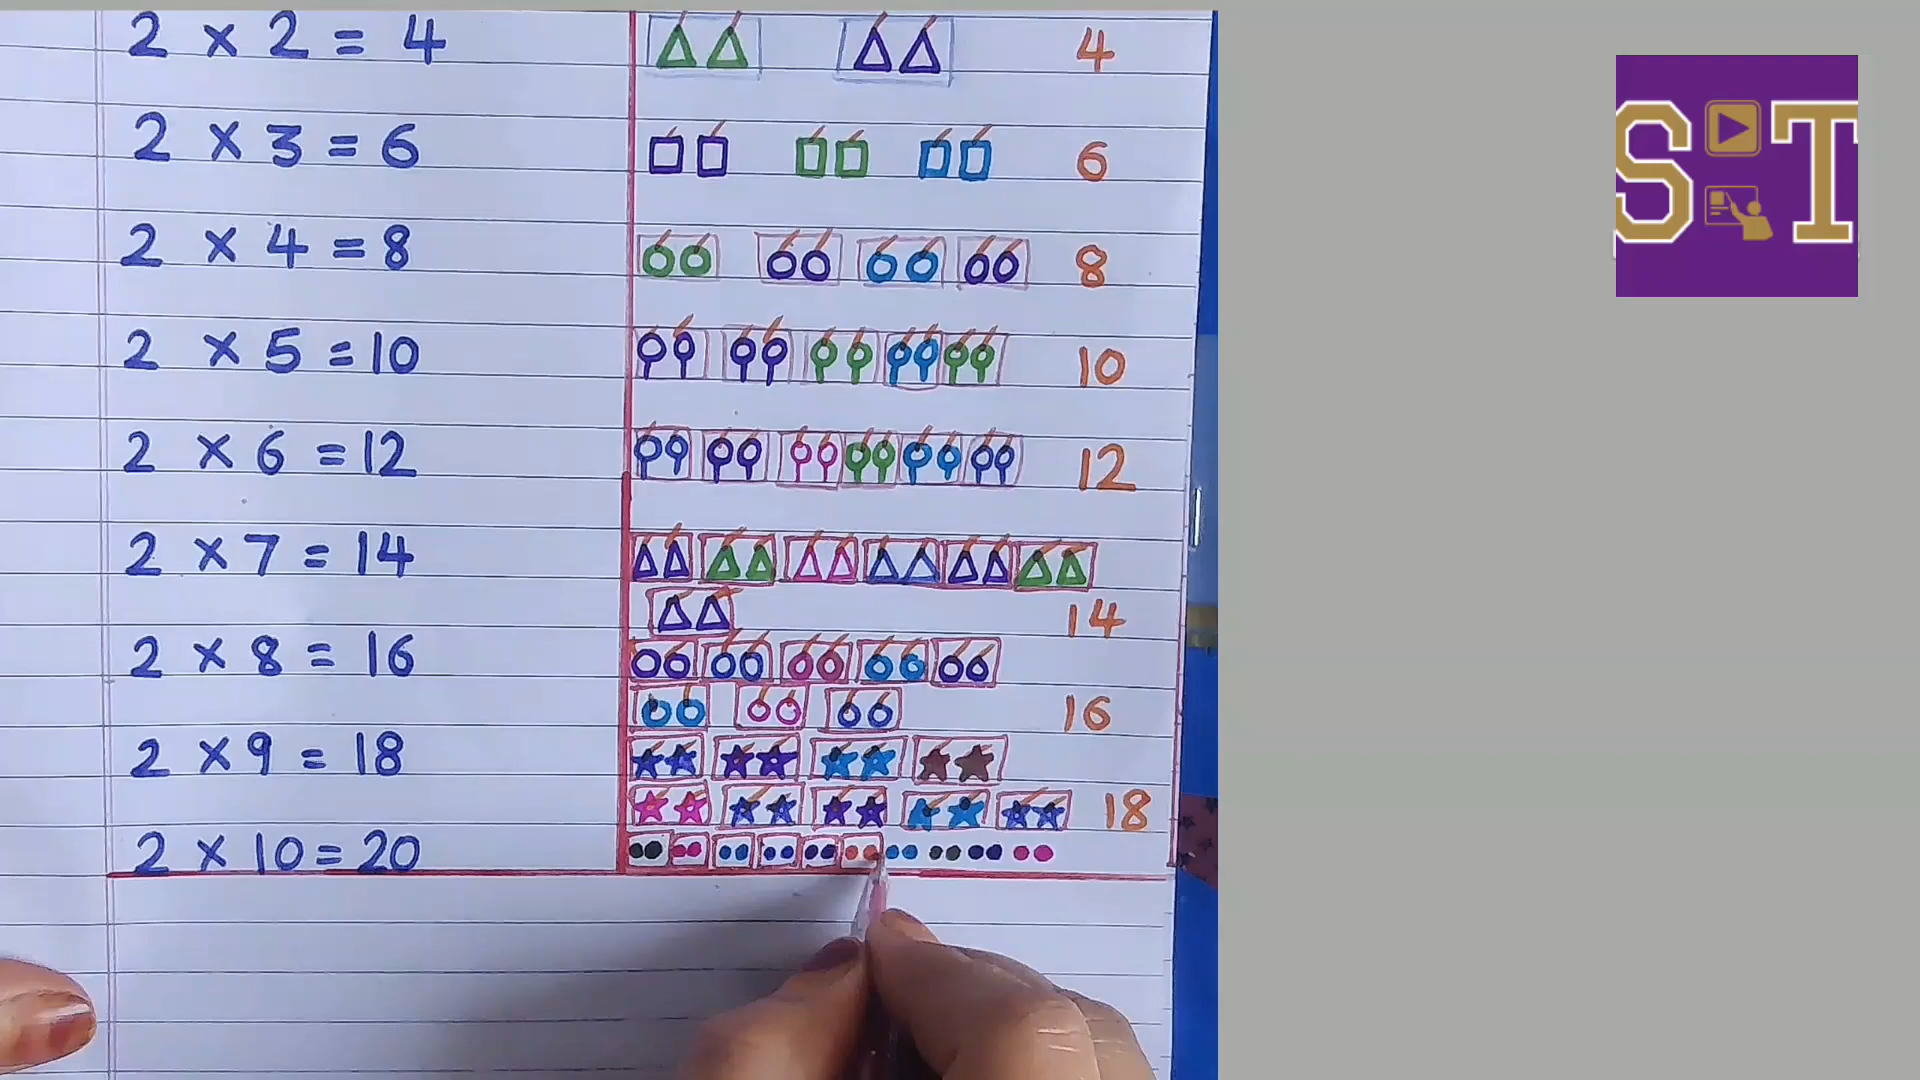 2 × 2 = 4 4
2 × 3 = 6 6
2 × 4 = 8 8
2 × 5 = 10 10
2 × 6 = 12 12
2 × 7 = 14 14
2 × 8 = 16 16
2 × 9 = 18 18
2 × 10 = 20
S T